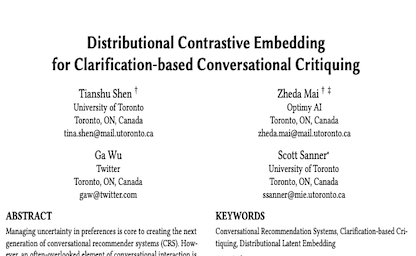 Distributional Contrastive Embedding
for Clarification-based Conversational Critiquing
Tianshu Shen †
University of Toronto
Toronto, ON, Canada
tina.shen@mail.utoronto.ca
Zheda Mai † ‡
Optimy AI
Toronto, ON, Canada
zheda.mai@mail.utoronto.ca
Ga Wu
Twitter
Toronto, ON, Canada
gaw@twitter.com
Scott Sanner*
University of Toronto
Toronto, ON, Canada
ssanner@mie.utoronto.ca
ABSTRACT
Managing uncertainty in preferences is core to creating the next
generation of conversational recommender systems (CRS). How-
ever, an often-overlooked element of conversational interaction is
KEYWORDS
Conversational Recommendation Systems, Clarification-based Cri-
tiquing, Distributional Latent Embedding